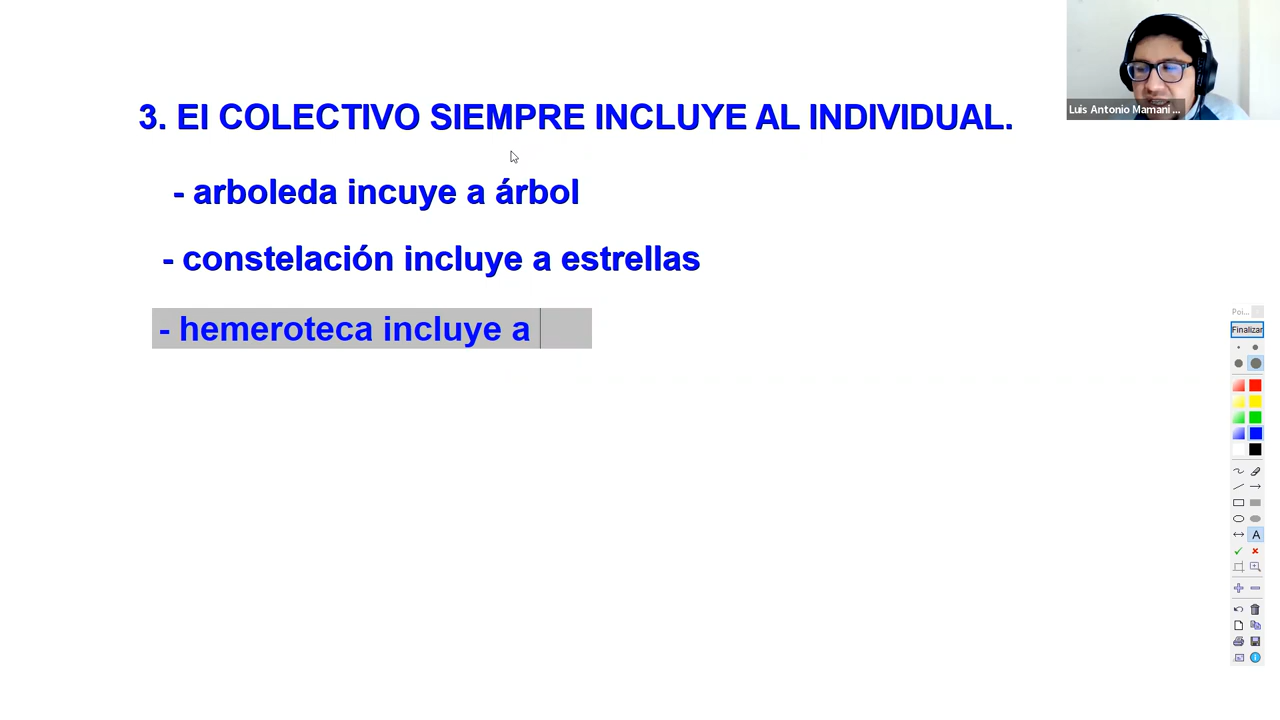 3. El COLECTIVO SIEMPRE INCLUYE AL INDIVIDUAL.
Luis Antonio Mamani ...
- arboleda incuye a árbol
- constelación incluye a estrellas
- hemeroteca incluye a
Poi...
Finalizar
A